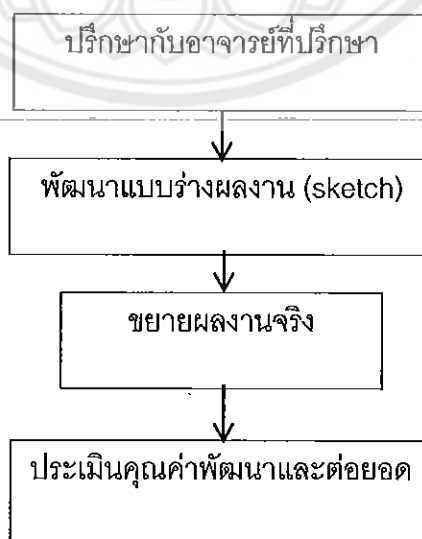 ปรึกษากับอาจารย์ที่ปรึกษา
พัฒนาแบบร่างผลงาน (sketch)
ขยายผลงานจริง
ประเมินคุณค่าพัฒนาและต่อยอด